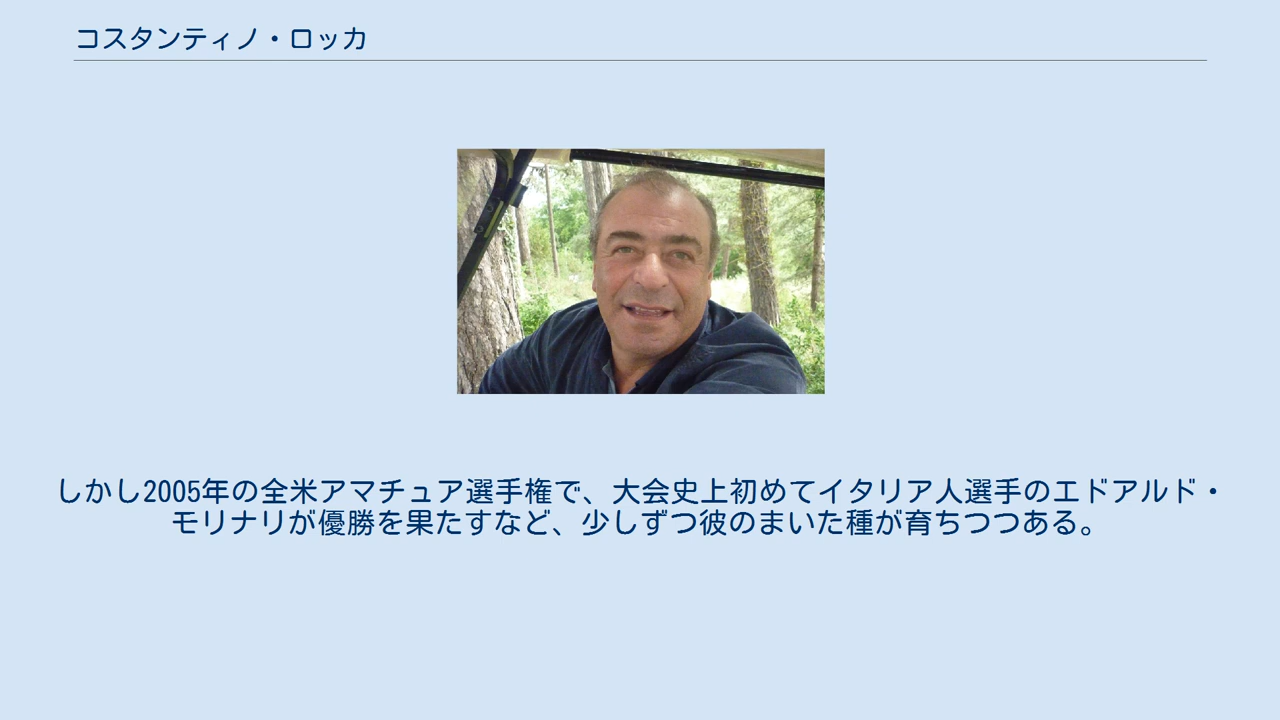 コスタンティノ・ロッカ
しかし2005年の全米アマチュア選手権で、大会史上初めてイタリア人選手のエドアルド・
モリナリが優勝を果たすなど、少しずつ彼のまいた種が育ちつつある。